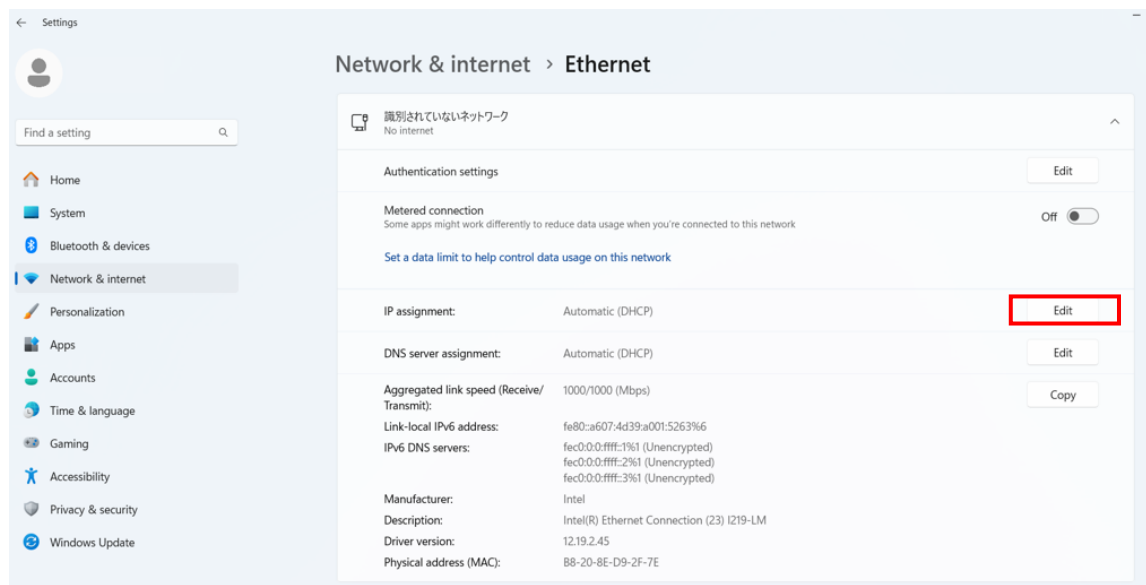 Settings
Network & internet > Ethernet
Find a setting
Home
System
Bluetooth & devices
Network & internet
Personalization
Apps
Accounts
Time & language
Gaming
Accessibility
Privacy & security
Windows Update
識別されていないネットワーク
No internet
Authentication settings
Edit
Metered connection
Some apps might work differently to reduce data usage when you're connected to this network
Off
Set a data limit to help control data usage on this network
IP assignment:
Automatic (DHCP)
Edit
DNS server assignment:
Automatic (DHCP)
Edit
Aggregated link speed (Receive/
Transmit):
1000/1000 (Mbps)
Copy
Link-local IPv6 address:
fe80::a607:4d39:a001:5263%6
IPv6 DNS servers:
fec0:0:0:ffff::1%1 (Unencrypted)
fec0:0:0:ffff::2%1 (Unencrypted)
fec0:0:0:ffff::3%1 (Unencrypted)
Manufacturer:
Intel
Description:
Intel(R) Ethernet Connection (23) I219-LM
Driver version:
12.19.2.45
Physical address (MAC):
B8-20-8E-D9-2F-7E